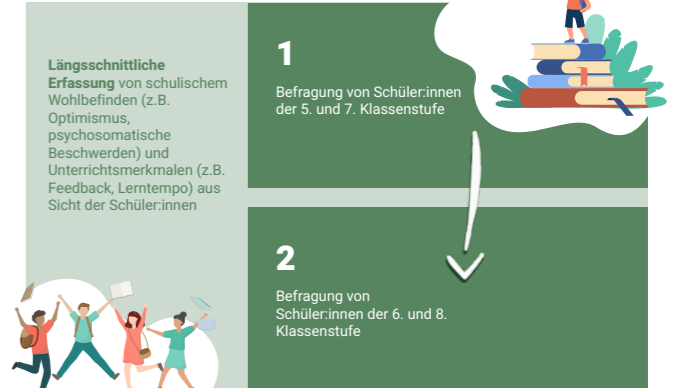 Längsschnittliche
Erfassung von schulischem
Wohlbefinden (z.B.
Optimismus,
psychosomatische
Beschwerden) und
Unterrichtsmerkmalen (z.B.
Feedback, Lerntempo) aus
Sicht der Schüler:innen
1
Befragung von Schüler:innen
der 5. und 7. Klassenstufe
2
Befragung von
Schüler:innen der 6. und 8.
Klassenstufe